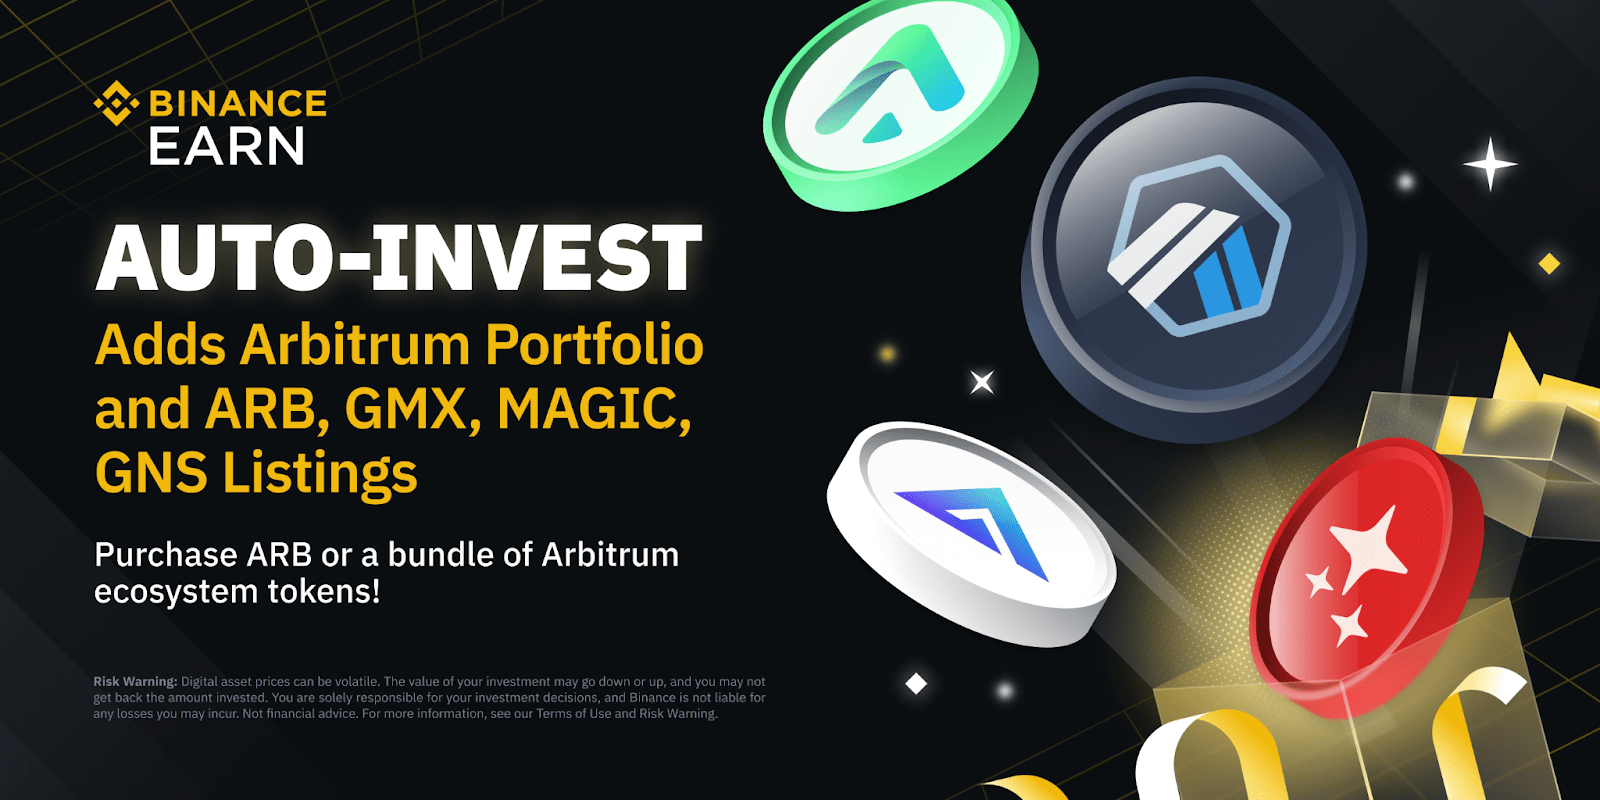 BINANCE
EARN
AUTO-INVEST
Adds Arbitrum Portfolio
and ARB, GMX, MAGIC,
GNS Listings
Purchase ARB or a bundle of Arbitrum
ecosystem tokens!
Risk Warning: Digital asset prices can be volatile. The value of your investment may go down or up, and you may not
get back the amount invested. You are solely responsible for your investment decisions, and Binance is not liable for
any losses you may incur. Not financial advice. For more information, see our Terms of Use and Risk Warning.